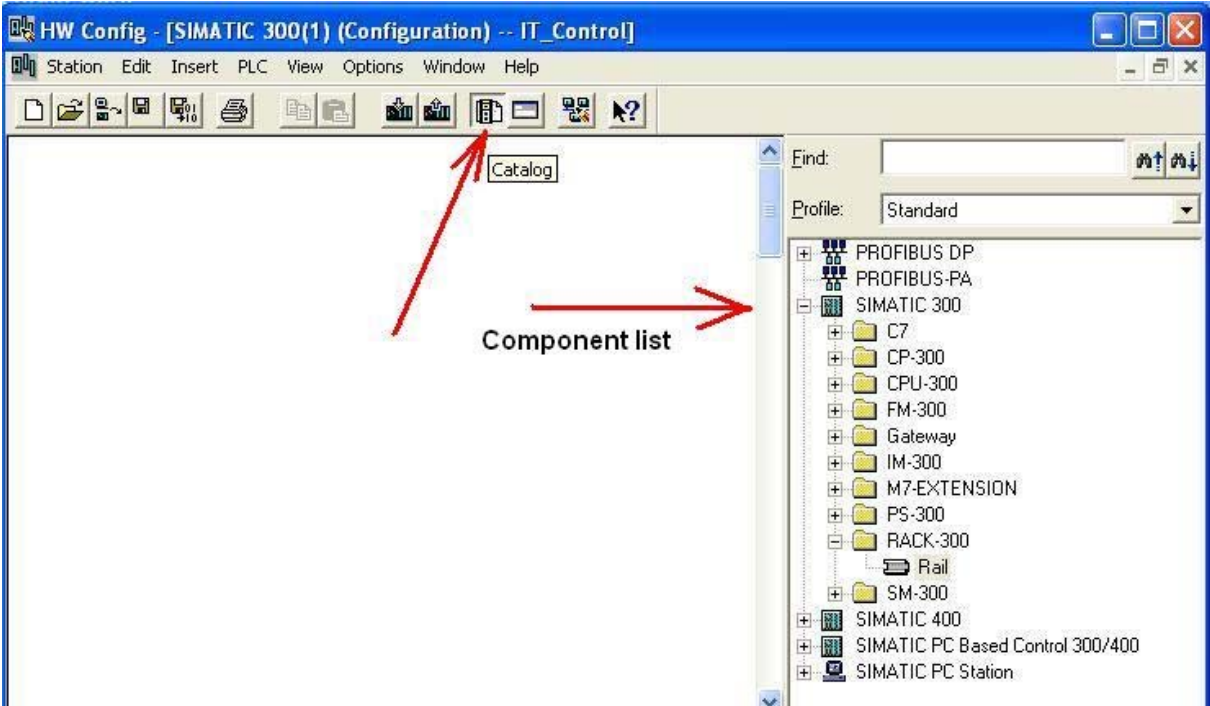 HW Config - [SIMATIC 300(1) (Configuration) -- IT_Control]
Station Edit Insert PLC View Options Window Help
Catalog
Component list
Find:
Profile: Standard
PROFIBUS DP
PROFIBUS-PA
SIMATIC 300
C7
CP-300
CPU-300
FM-300
Gateway
IM-300
M7-EXTENSION
PS-300
RACK-300
Rail
SM-300
SIMATIC 400
SIMATIC PC Based Control 300/400
SIMATIC PC Station